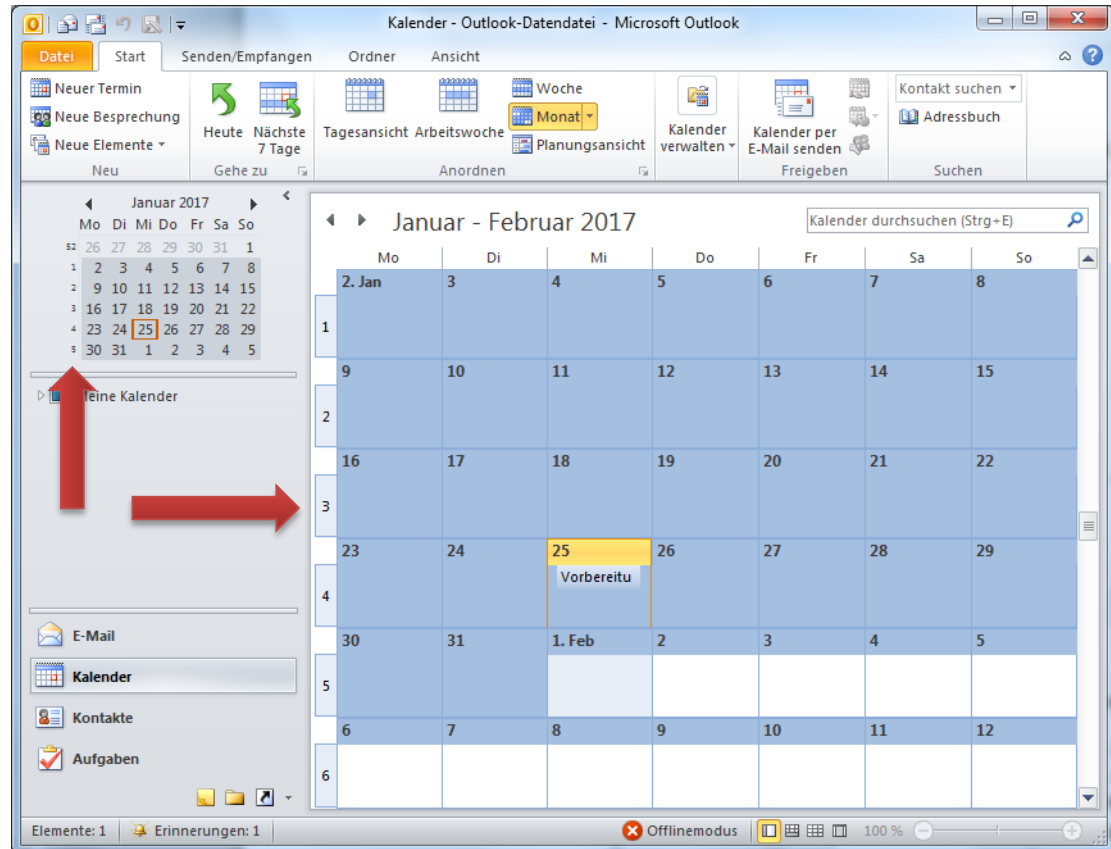 Kalender - Outlook-Datendatei - Microsoft Outlook
Datei Start Senden/Empfangen Ordner Ansicht
Neuer Termin
Neue Besprechung
Neue Elemente
Neu
Heute
Nächste
7 Tage
Gehe zu
Tagesansicht
Arbeitswoche
Woche
Monat
Planungsansicht
Anordnen
Kalender
verwalten
Kalender per
E-Mail senden
Freigeben
Kontakt suchen
Adressbuch
Suchen
Januar 2017
Mo Di Mi Do Fr Sa So
52 26 27 28 29 30 31 1
1 2 3 4 5 6 7 8
2 9 10 11 12 13 14 15
3 16 17 18 19 20 21 22
4 23 24 25 26 27 28 29
5 30 31 1 2 3 4 5
Kalender
E-Mail
Kalender
Kontakte
Aufgaben
Januar - Februar 2017
Kalender durchsuchen (Strg+E)
Mo Di Mi Do Fr Sa So
2. Jan 3 4 5 6 7 8
1
9 10 11 12 13 14 15
2
16 17 18 19 20 21 22
3
23 24 25 26 27 28 29
Vorbereitu
4
30 31 1. Feb 2 3 4 5
5
6 7 8 9 10 11 12
6
Elemente: 1 Erinnerungen: 1 Offlinemodus 100 %